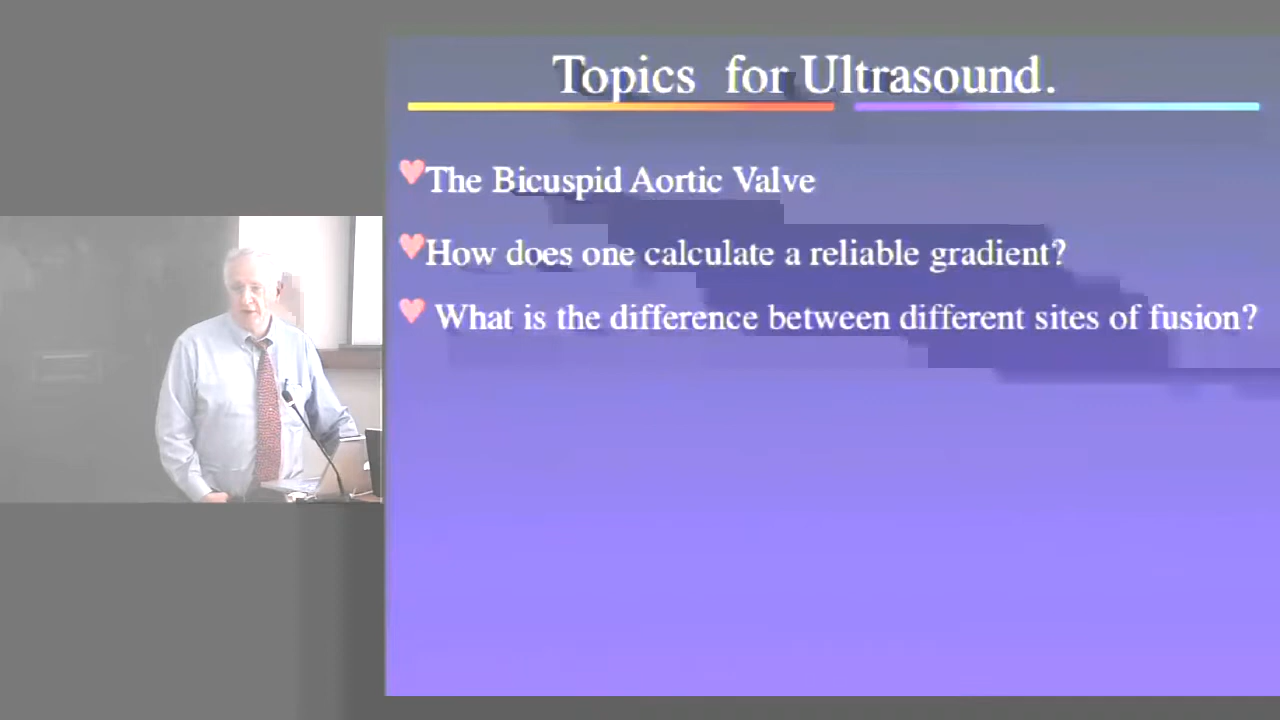 Topics for Ultrasound.
The Bicuspid Aortic Valve
How does one calculate a reliable gradient?
What is the difference between different sites of fusion?